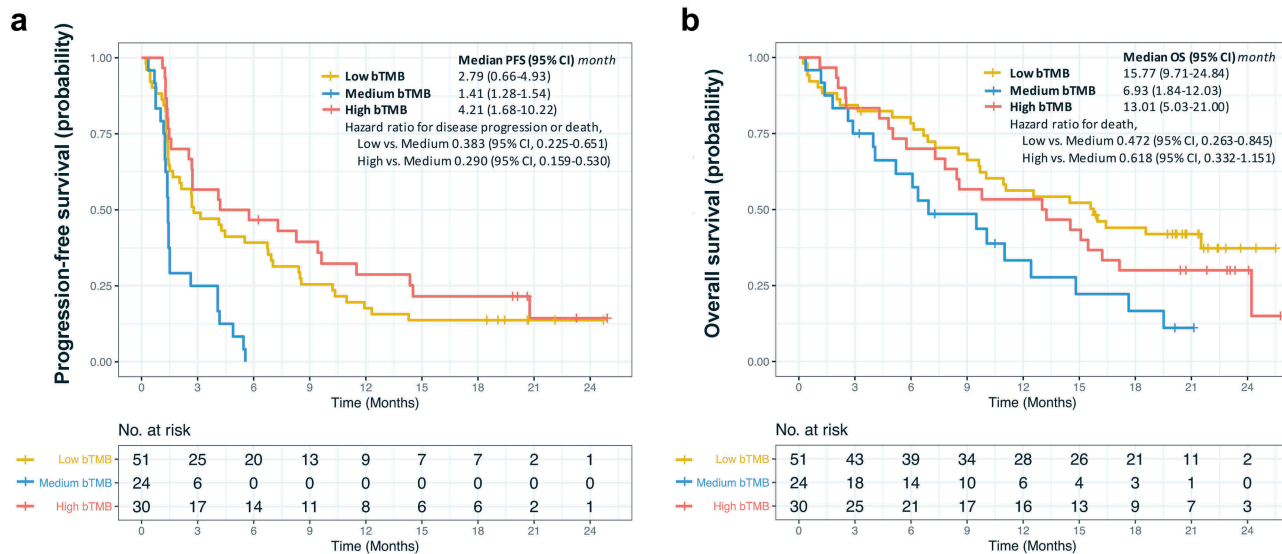 a
Progression-free survival (probability)
1.00
0.75
0.50
0.25
0.00
Median PFS (95% CI) month
Low bTMB 2.79 (0.66-4.93)
Medium bTMB 1.41 (1.28-1.54)
High bTMB 4.21 (1.68-10.22)
Hazard ratio for disease progression or death,
Low vs. Medium 0.383 (95% CI, 0.225-0.651)
High vs. Medium 0.290 (95% CI, 0.159-0.530)
0 3 6 9 12 15 18 21 24
Time (Months)
No. at risk
Low bTMB 51 25 20 13 9 7 7 2 1
Medium bTMB 24 6 0 0 0 0 0 0 0
High bTMB 30 17 14 11 8 6 6 2 1
0 3 6 9 12 15 18 21 24
Time (Months)
b
Overall survival (probability)
1.00
0.75
0.50
0.25
0.00
Median OS (95% CI) month
Low bTMB 15.77 (9.71-24.84)
Medium bTMB 6.93 (1.84-12.03)
High bTMB 13.01 (5.03-21.00)
Hazard ratio for death,
Low vs. Medium 0.472 (95% CI, 0.263-0.845)
High vs. Medium 0.618 (95% CI, 0.332-1.151)
0 3 6 9 12 15 18 21 24
Time (Months)
No. at risk
Low bTMB 51 43 39 34 28 26 21 11 2
Medium bTMB 24 18 14 10 6 4 3 1 0
High bTMB 30 25 21 17 16 13 9 7 3
0 3 6 9 12 15 18 21 24
Time (Months)